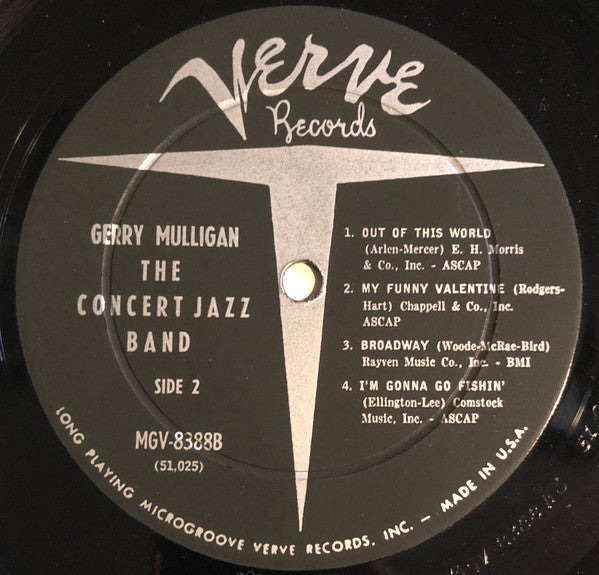 Verve
Records
GERRY MULLIGAN
THE
CONCERT JAZZ
BAND
SIDE 2
MGV-8388B
(51,025)
1. OUT OF THIS WORLD
(Arlen-Mercer) E. H. Morris
& Co., Inc. - ASCAP
2. MY FUNNY VALENTINE (Rodgers-
Hart) Chappell & Co., Inc.
ASCAP
3. BROADWAY (Woode-McRae-Bird)
Rayven Music Co., Inc. - BMI
4. I'M GONNA GO FISHIN'
(Ellington-Lee) Comstock
Music, Inc. - ASCAP
LONG PLAYING MICROGROOVE VERVE RECORDS, INC. — MADE IN U.S.A.